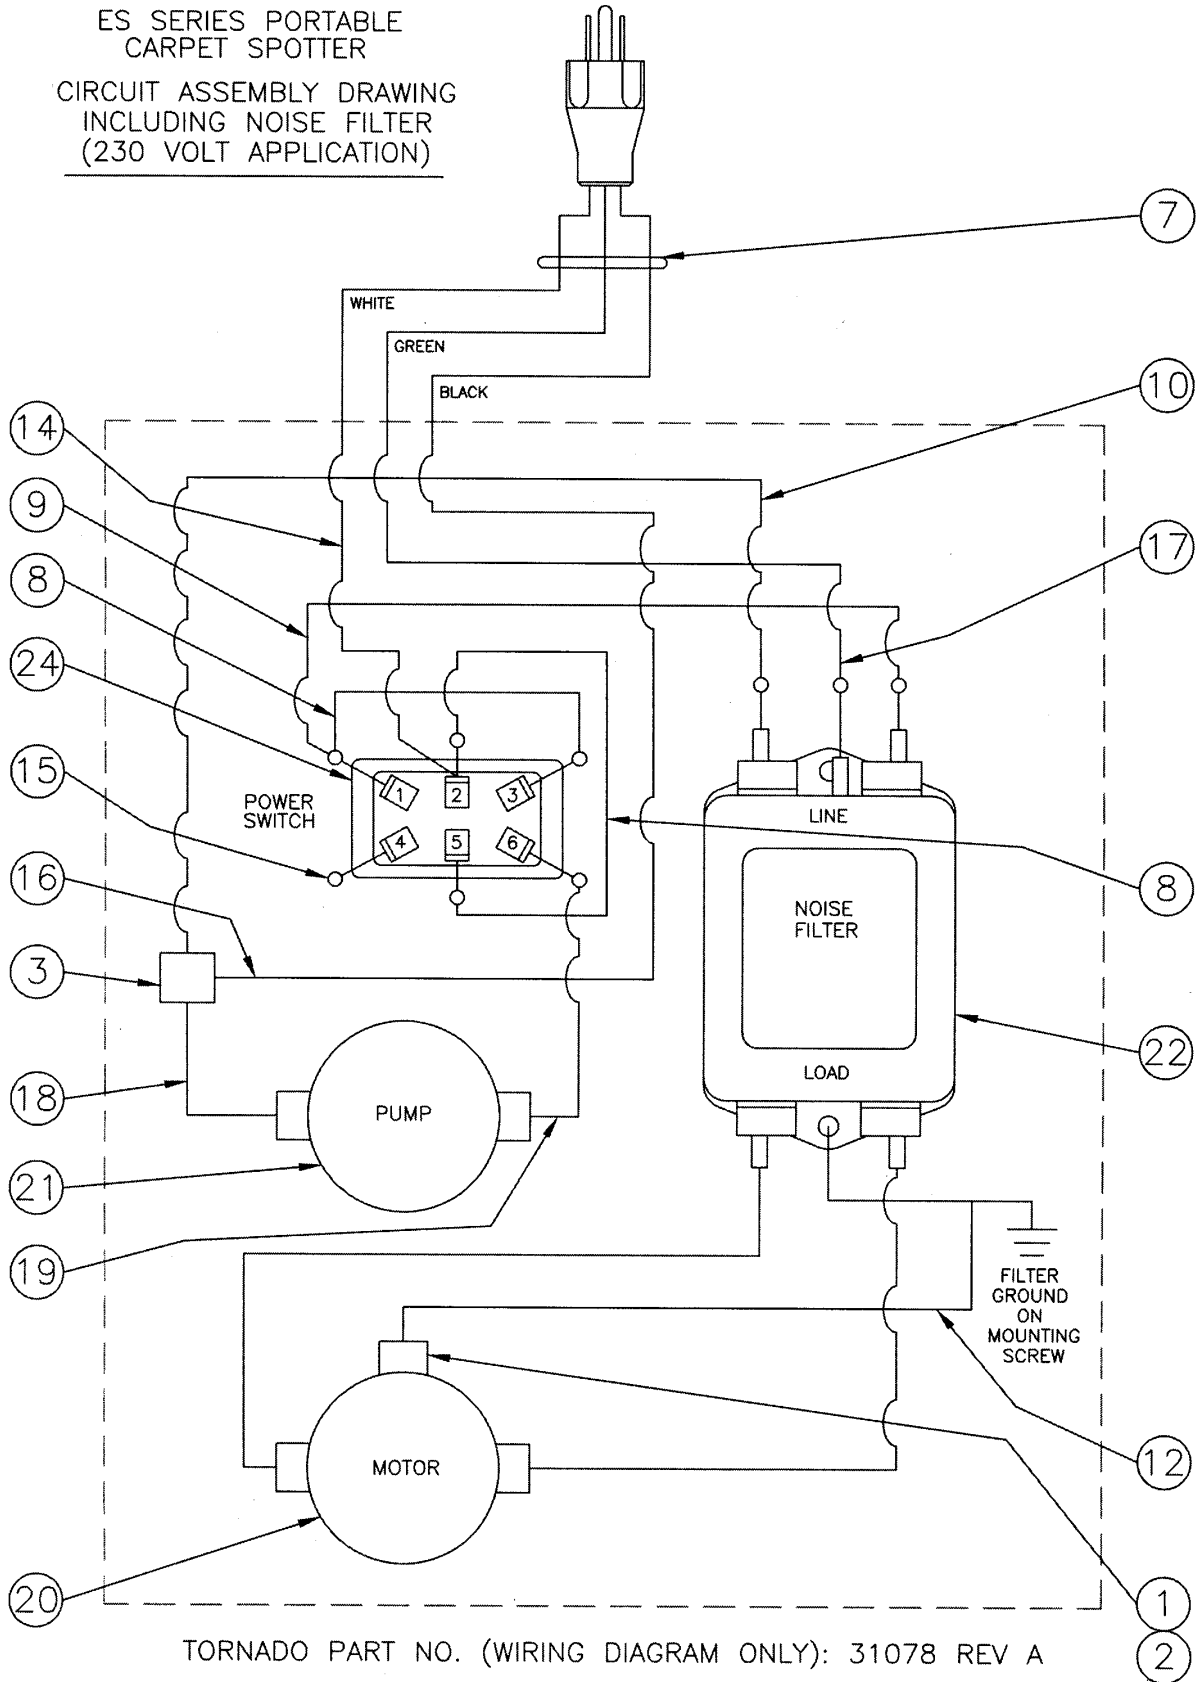 ES SERIES PORTABLE
CARPET SPOTTER
CIRCUIT ASSEMBLY DRAWING
INCLUDING NOISE FILTER
(230 VOLT APPLICATION)
7
WHITE
GREEN
BLACK
10
14
9
17
8
24
15
POWER
SWITCH
1
2
3
4
5
6
LINE
8
16
NOISE
FILTER
3
22
LOAD
18
PUMP
21
19
FILTER
GROUND
ON
MOUNTING
SCREW
12
MOTOR
20
1
2
TORNADO PART NO. (WIRING DIAGRAM ONLY): 31078 REV A